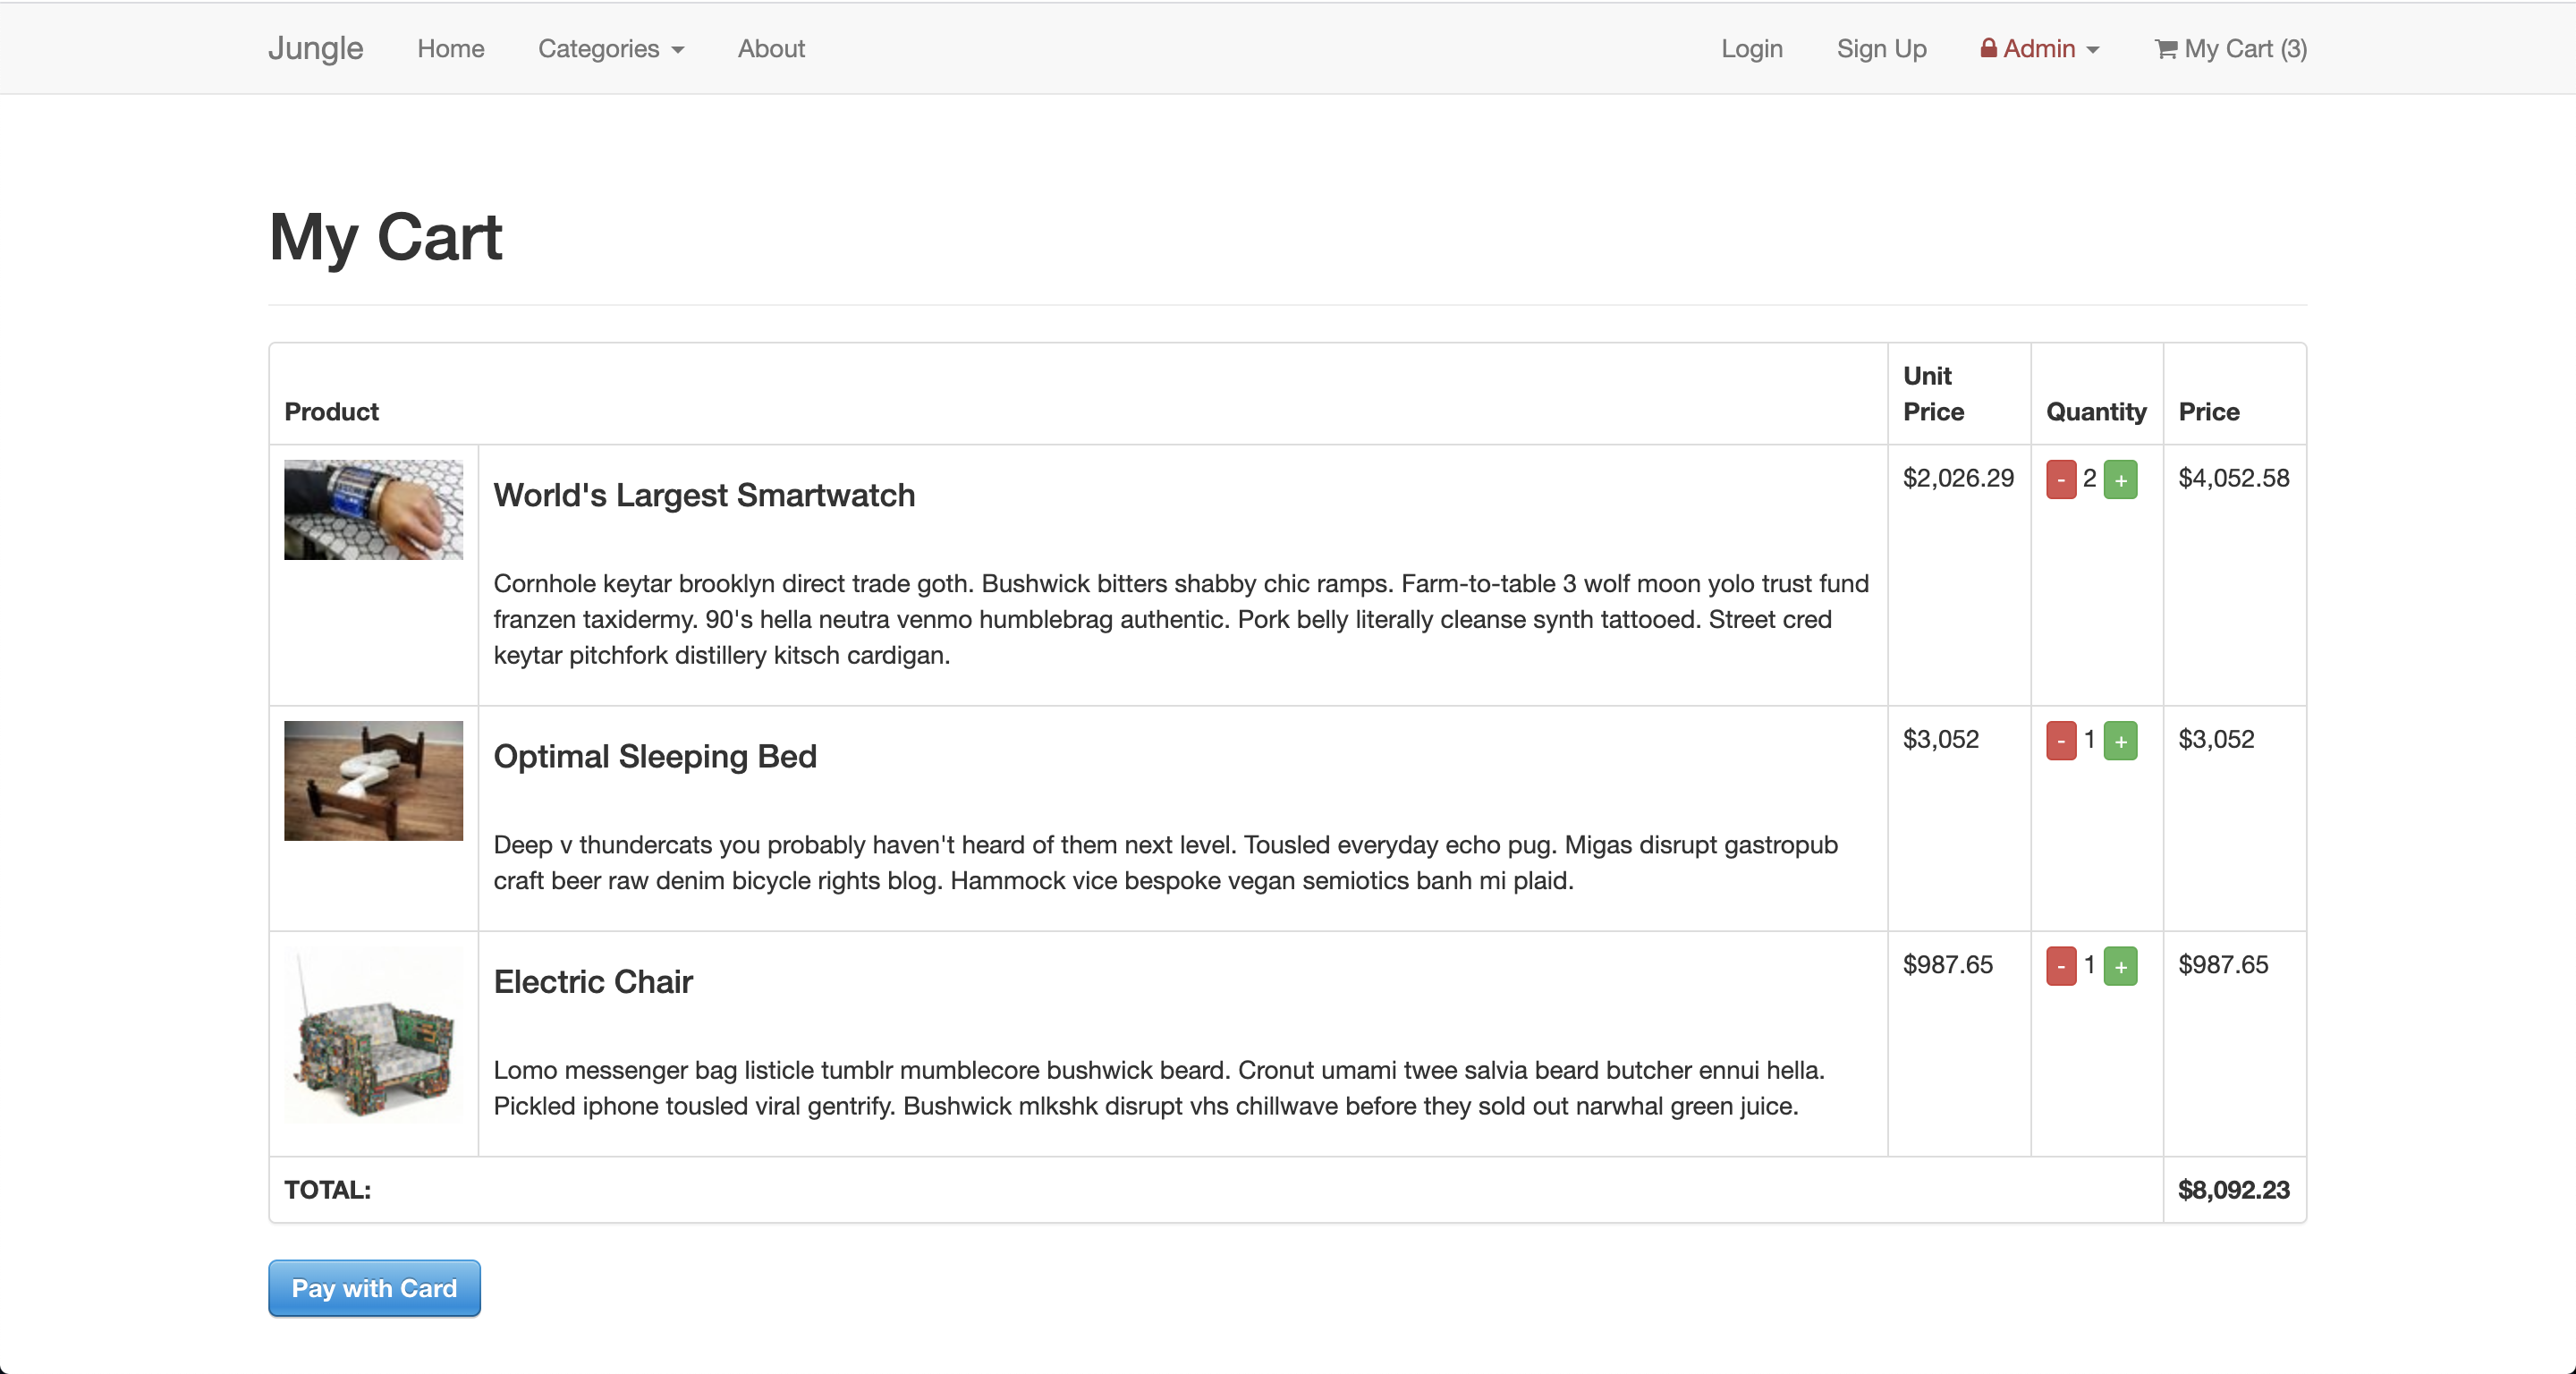 Jungle Home Categories About Login Sign Up Admin My Cart (3)
My Cart
Product Unit Price Quantity Price
World's Largest Smartwatch $2,026.29 - 2 + $4,052.58
Cornhole keytar brooklyn direct trade goth. Bushwick bitters shabby chic ramps. Farm-to-table 3 wolf moon yolo trust fund
franzen taxidermy. 90's hella neutra venmo humblebrag authentic. Pork belly literally cleanse synth tattooed. Street cred
keytar pitchfork distillery kitsch cardigan.
Optimal Sleeping Bed $3,052 - 1 + $3,052
Deep v thundercats you probably haven't heard of them next level. Tousled everyday echo pug. Migas disrupt gastropub
craft beer raw denim bicycle rights blog. Hammock vice bespoke vegan semiotics banh mi plaid.
Electric Chair $987.65 - 1 + $987.65
Lomo messenger bag listicle tumblr mumblecore bushwick beard. Cronut umami twee salvia beard butcher ennui hella.
Pickled iphone tousled viral gentrify. Bushwick mlkshk disrupt vhs chillwave before they sold out narwhal green juice.
TOTAL: $8,092.23
Pay with Card